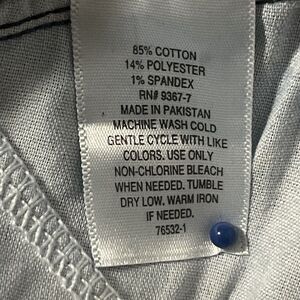 85% COTTON
14% POLYESTER
1% SPANDEX
RN# 9367-7
MADE IN PAKISTAN
MACHINE WASH COLD
GENTLE CYCLE WITH LIKE
COLORS. USE ONLY
NON-CHLORINE BLEACH
WHEN NEEDED. TUMBLE
DRY LOW. WARM IRON
IF NEEDED.
76532-1